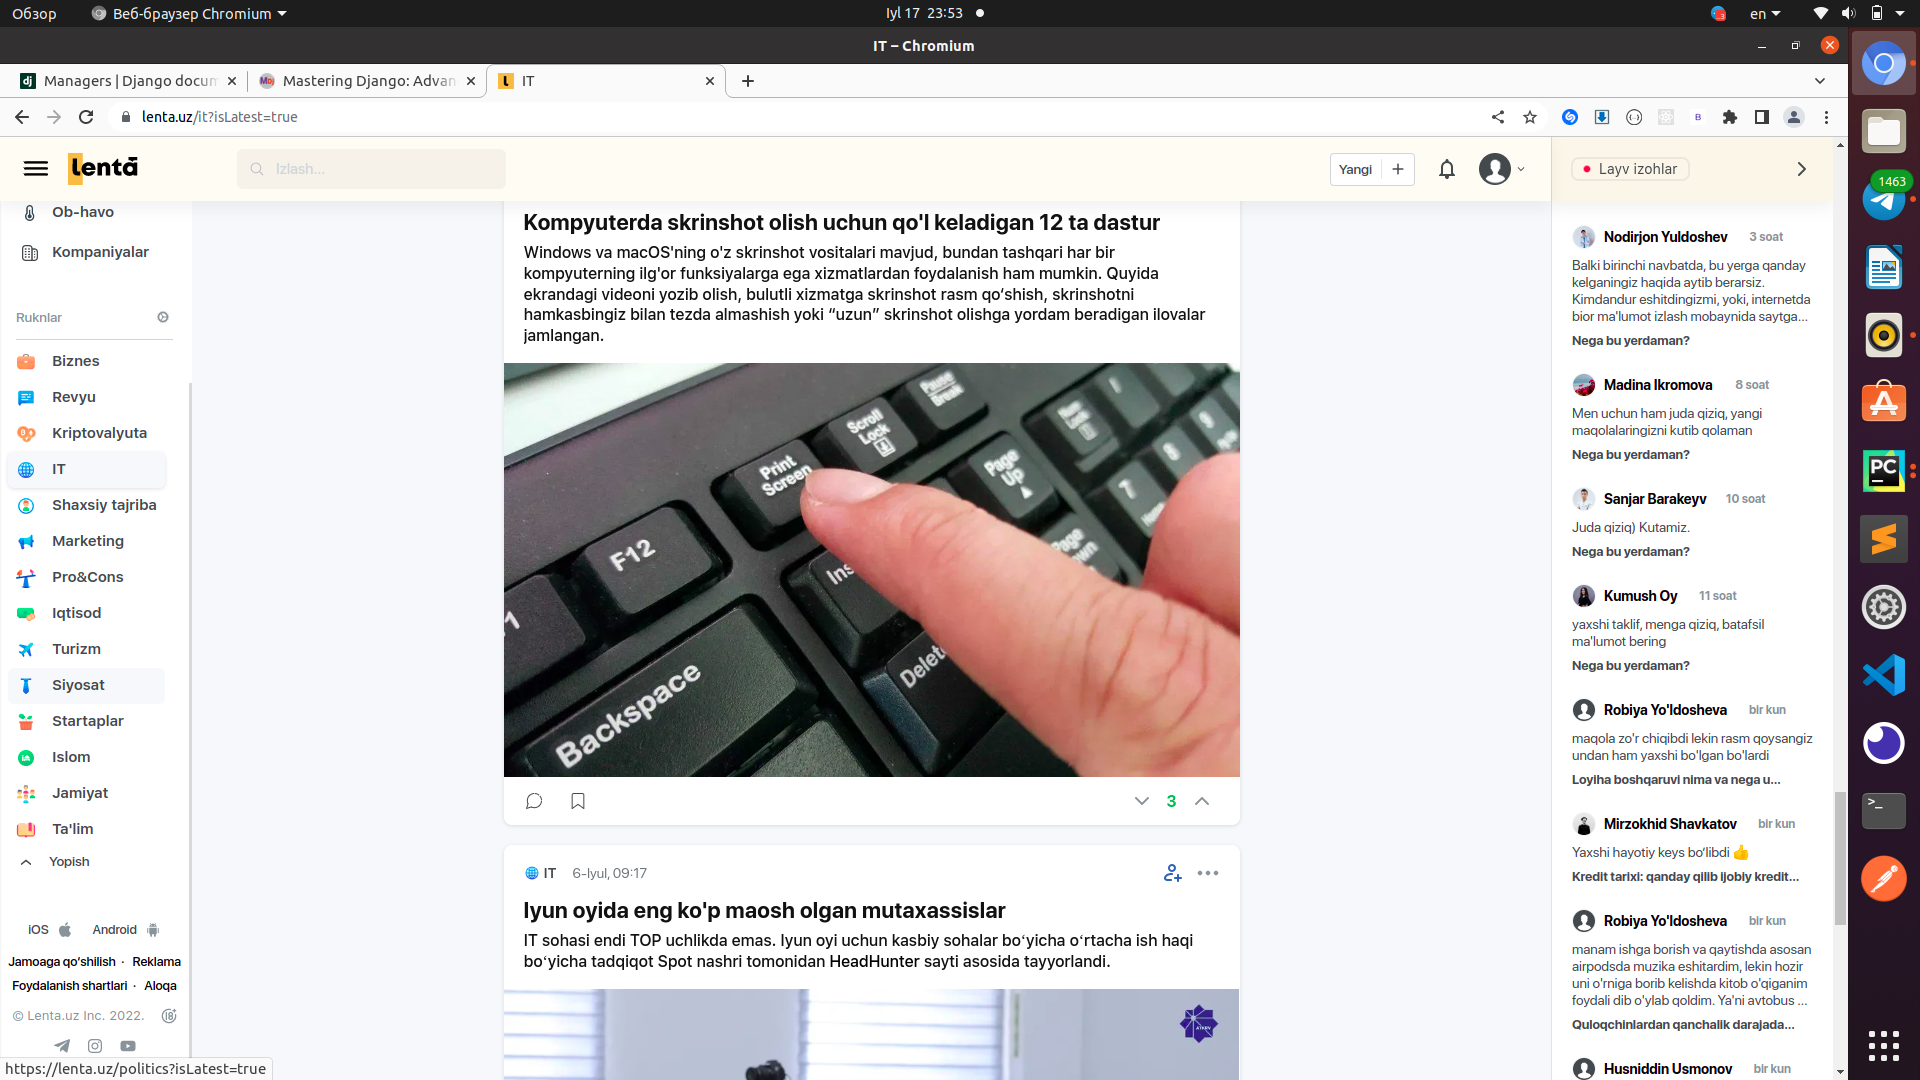 Обзор
Веб-браузер Chromium
Iyl 17 23:53
en
IT – Chromium
Managers | Django docum
Mastering Django: Advan
IT
lenta.uz/it?isLatest=true
lentā
Izlash...
Yangi
Layv izohlar
1463
Ob-havo
Kompaniyalar
Ruknlar
Biznes
Revyu
Kriptovalyuta
IT
Shaxsiy tajriba
Marketing
Pro&Cons
Iqtisod
Turizm
Siyosat
Startaplar
Islom
Jamiyat
Ta'lim
Yopish
iOS
Android
Jamoaga qo‘shilish · Reklama
Foydalanish shartlari · Aloqa
© Lenta.uz Inc. 2022.
https://lenta.uz/politics?isLatest=true
Kompyuterda skrinshot olish uchun qo'l keladigan 12 ta dastur
Windows va macOS'ning o'z skrinshot vositalari mavjud, bundan tashqari har bir
kompyuterning ilg'or funksiyalarga ega xizmatlardan foydalanish ham mumkin. Quyida
ekrandagi videoni yozib olish, bulutli xizmatga skrinshot rasm qo‘shish, skrinshotni
hamkasbingiz bilan tezda almashish yoki “uzun” skrinshot olishga yordam beradigan ilovalar
jamlangan.
Pause
Break
Scroll
Lock
Print
Screen
Page
Up
F12
Ins
Page
Delete
Backspace
3
IT
6-Iyul, 09:17
Iyun oyida eng ko'p maosh olgan mutaxassislar
IT sohasi endi TOP uchlikda emas. Iyun oyi uchun kasbiy sohalar bo‘yicha o‘rtacha ish haqi
bo‘yicha tadqiqot Spot nashri tomonidan HeadHunter sayti asosida tayyorlandi.
Nodirjon Yuldoshev 3 soat
Balki birinchi navbatda, bu yerga qanday
kelganingiz haqida aytib berarsiz.
Kimdandur eshitdingizmi, yoki, internetda
bior ma'lumot izlash mobaynida saytga...
Nega bu yerdaman?
Madina Ikromova 8 soat
Men uchun ham juda qiziq, yangi
maqolalaringizni kutib qolaman
Nega bu yerdaman?
Sanjar Barakeyv 10 soat
Juda qiziq) Kutamiz.
Nega bu yerdaman?
Kumush Oy 11 soat
yaxshi taklif, menga qiziq, batafsil
ma'lumot bering
Nega bu yerdaman?
Robiya Yo'ldosheva bir kun
maqola zo'r chiqibdi lekin rasm qoysangiz
undan ham yaxshi bo'lgan bo'lardi
Loyiha boshqaruvi nima va nega u...
Mirzokhid Shavkatov bir kun
Yaxshi hayotiy keys bo‘libdi 👍
Kredit tarixi: qanday qilib ijobiy kredit...
Robiya Yo'ldosheva bir kun
manam ishga borish va qaytishda asosan
airpodsda muzika eshitardim, lekin hozir
uni o'rniga borib kelishda kitob o'qiganim
foydali dib o'ylab qoldim. Ya'ni avtobus ...
Quloqchinlardan qanchalik darajada...
Husniddin Usmonov bir kun